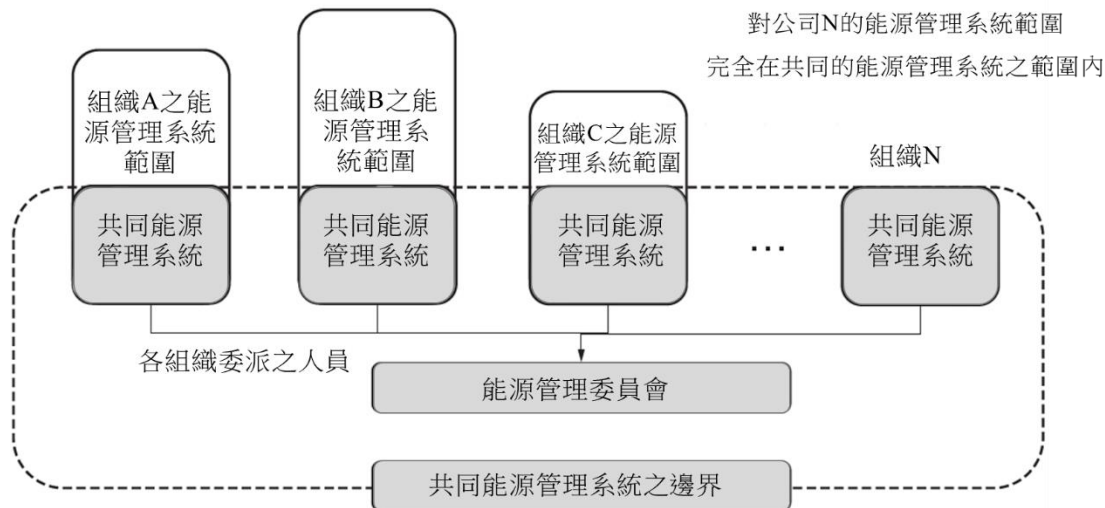 對公司N的能源管理系統範圍
完全在共同的能源管理系統之範圍內
組織A之能
源管理系統
範圍
組織B之能
源管理系
統範圍
組織C之能源
管理系統範圍
組織N
共同能源
管理系統
共同能源
管理系統
共同能源
管理系統
...
共同能源
管理系統
各組織委派之人員
能源管理委員會
共同能源管理系統之邊界